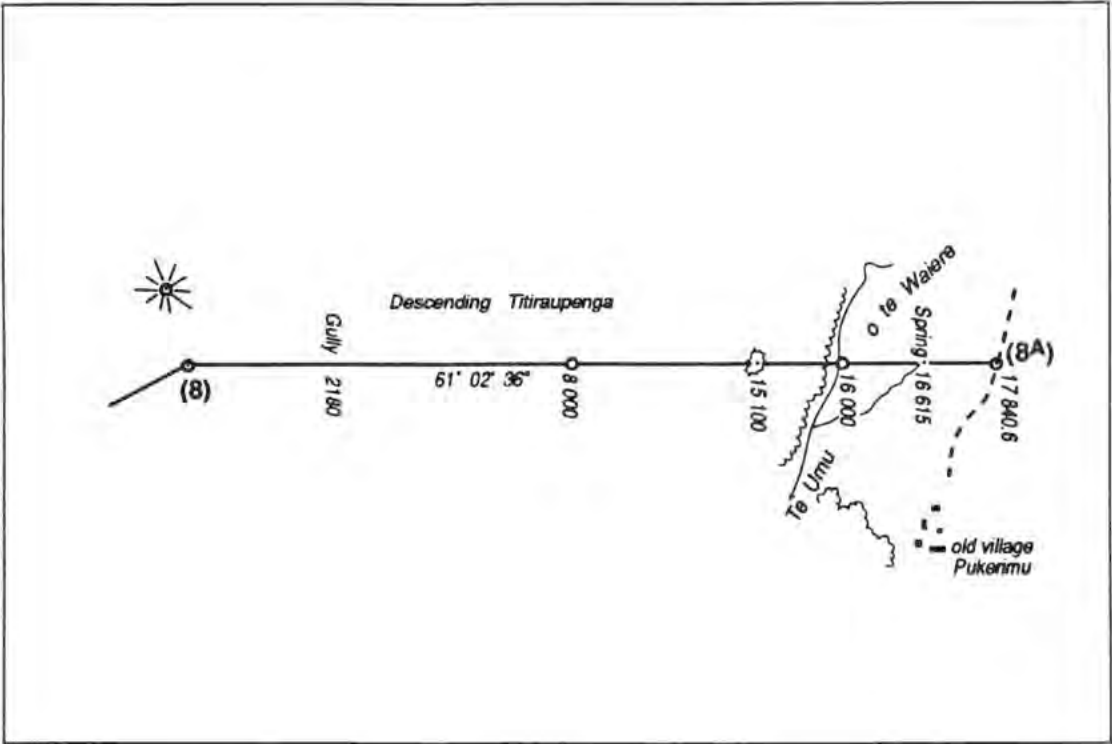 Descending Titiraupenga
Gully
2180
61° 02' 36"
(8)
8 000
15 100
16 000
Te Umu o te Waiere
Spring
16 615
(8A)
17 840.6
old village
Pukerimu